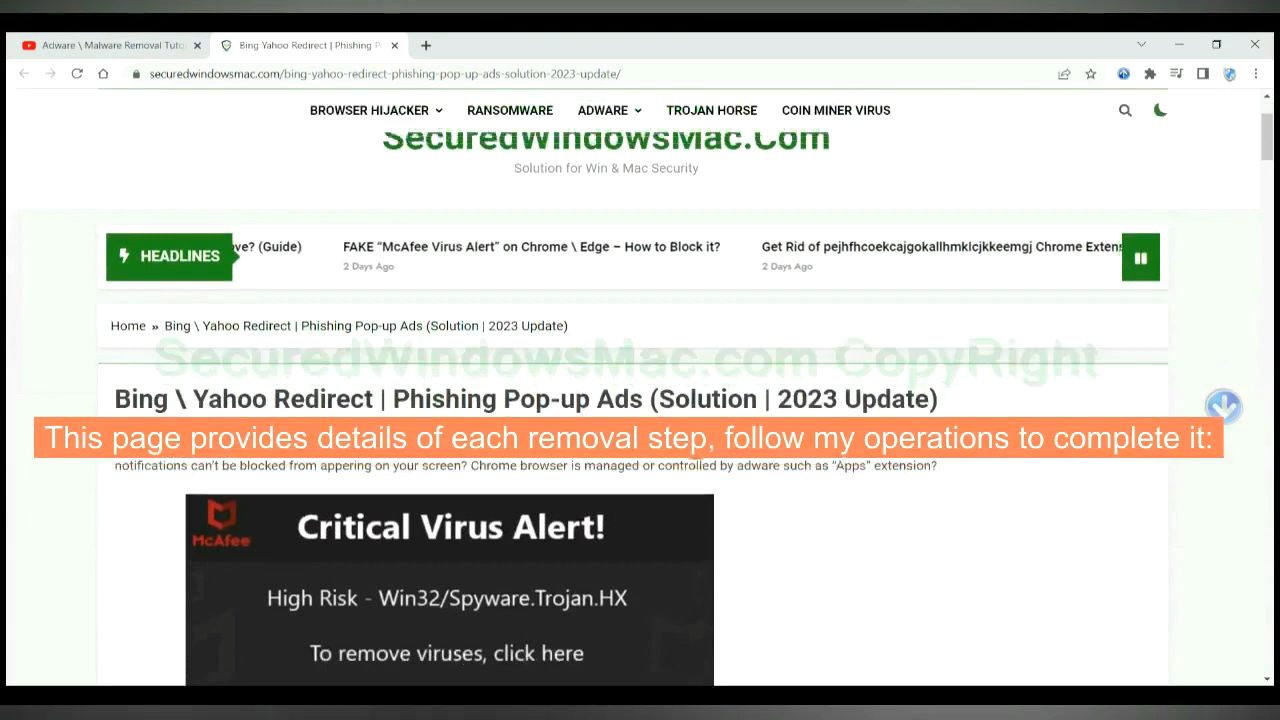 Adware \ Malware Removal Tuto
Bing Yahoo Redirect | Phishing P
securedwindowsmac.com/bing-yahoo-redirect-phishing-pop-up-ads-solution-2023-update/
BROWSER HIJACKER RANSOMWARE ADWARE TROJAN HORSE COIN MINER VIRUS
SecuredWindowsMac.Com
Solution for Win & Mac Security
HEADLINES
ove? (Guide)
FAKE “McAfee Virus Alert” on Chrome \ Edge – How to Block it?
2 Days Ago
Get Rid of pejhfhcoekcajgokallhmklcjkkeemgj Chrome Exten
2 Days Ago
Home » Bing \ Yahoo Redirect | Phishing Pop-up Ads (Solution | 2023 Update)
SecuredWindowsMac.com CopyRight
Bing \ Yahoo Redirect | Phishing Pop-up Ads (Solution | 2023 Update)
This page provides details of each removal step, follow my operations to complete it:
notifications can’t be blocked from appering on your screen? Chrome browser is managed or controlled by adware such as “Apps” extension?
McAfee
Critical Virus Alert!
High Risk - Win32/Spyware.Trojan.HX
To remove viruses, click here